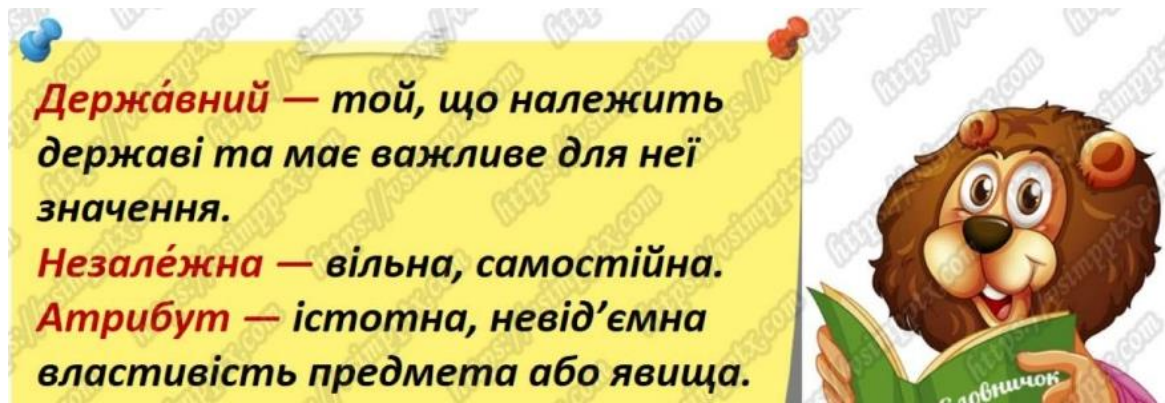 Держа́вний — той, що належить
державі та має важливе для неї
значення.
Незале́жна — вільна, самостійна.
Атрибут — істотна, невід’ємна
властивість предмета або явища.